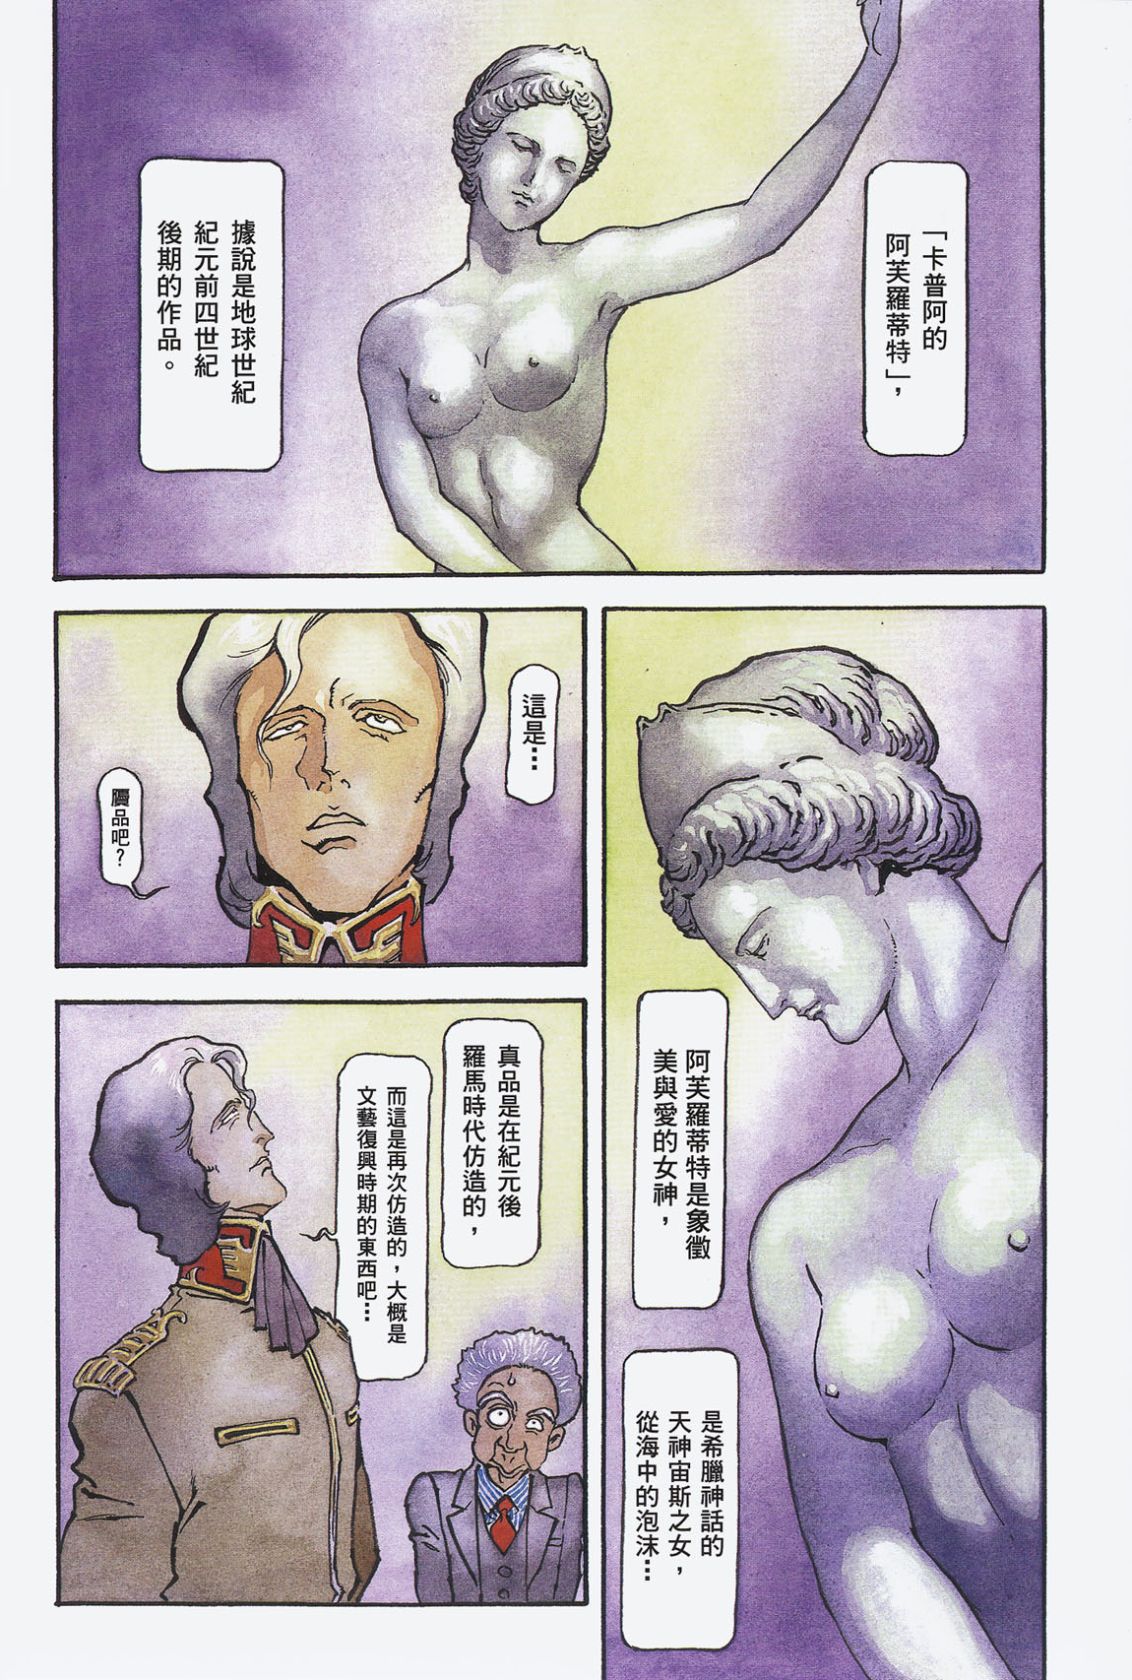 「卡普阿的
阿芙羅蒂特」，
據說是地球世紀
紀元前四世紀
後期的作品。
阿芙羅蒂特是象徵
美與愛的女神，
是希臘神話的
天神宙斯之女，
從海中的泡沫…
這是…
贗品吧？
真品是在紀元後
羅馬時代仿造的，
而這是再次仿造的，大概是
文藝復興時期的東西吧…